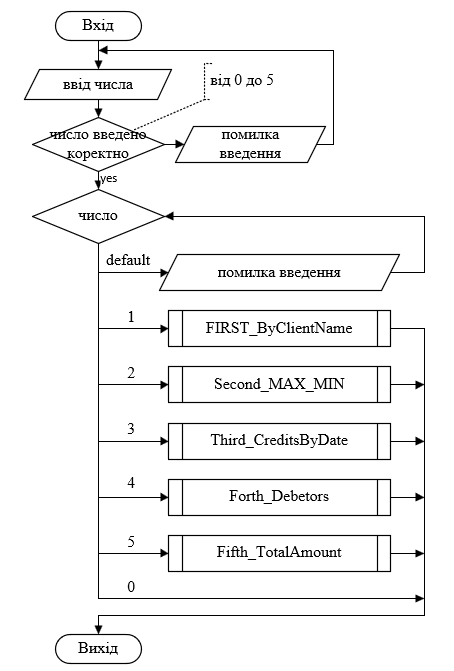 Вхід
ввід числа
від 0 до 5
число введено
коректно
помилка
введення
yes
число
default
помилка введення
1
FIRST_ByClientName
2
Second_MAX_MIN
3
Third_CreditsByDate
4
Forth_Debetors
5
Fifth_TotalAmount
0
Вихід